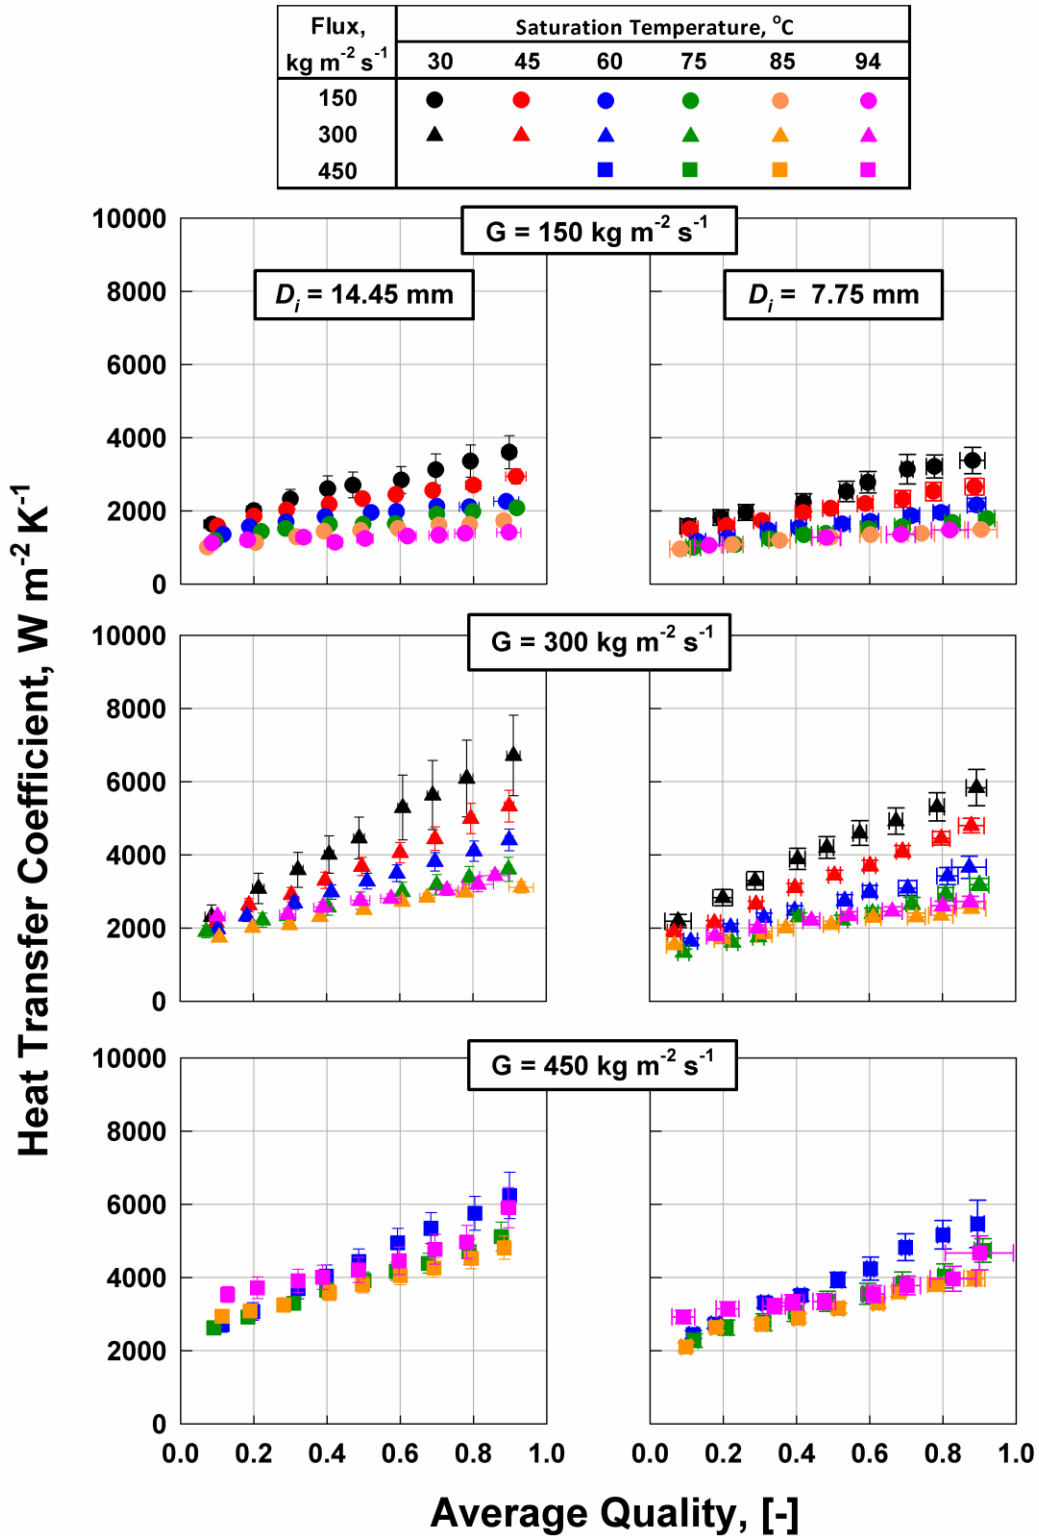 Flux, Saturation Temperature, °C
kg m⁻² s⁻¹ 30 45 60 75 85 94
150
300
450
G = 150 kg m⁻² s⁻¹
Dᵢ = 14.45 mm Dᵢ = 7.75 mm
10000
8000
6000
4000
2000
0
G = 300 kg m⁻² s⁻¹
10000
8000
6000
4000
2000
0
G = 450 kg m⁻² s⁻¹
10000
8000
6000
4000
2000
0
0.0 0.2 0.4 0.6 0.8 1.0 0.0 0.2 0.4 0.6 0.8 1.0
Heat Transfer Coefficient, W m⁻² K⁻¹
Average Quality, [-]